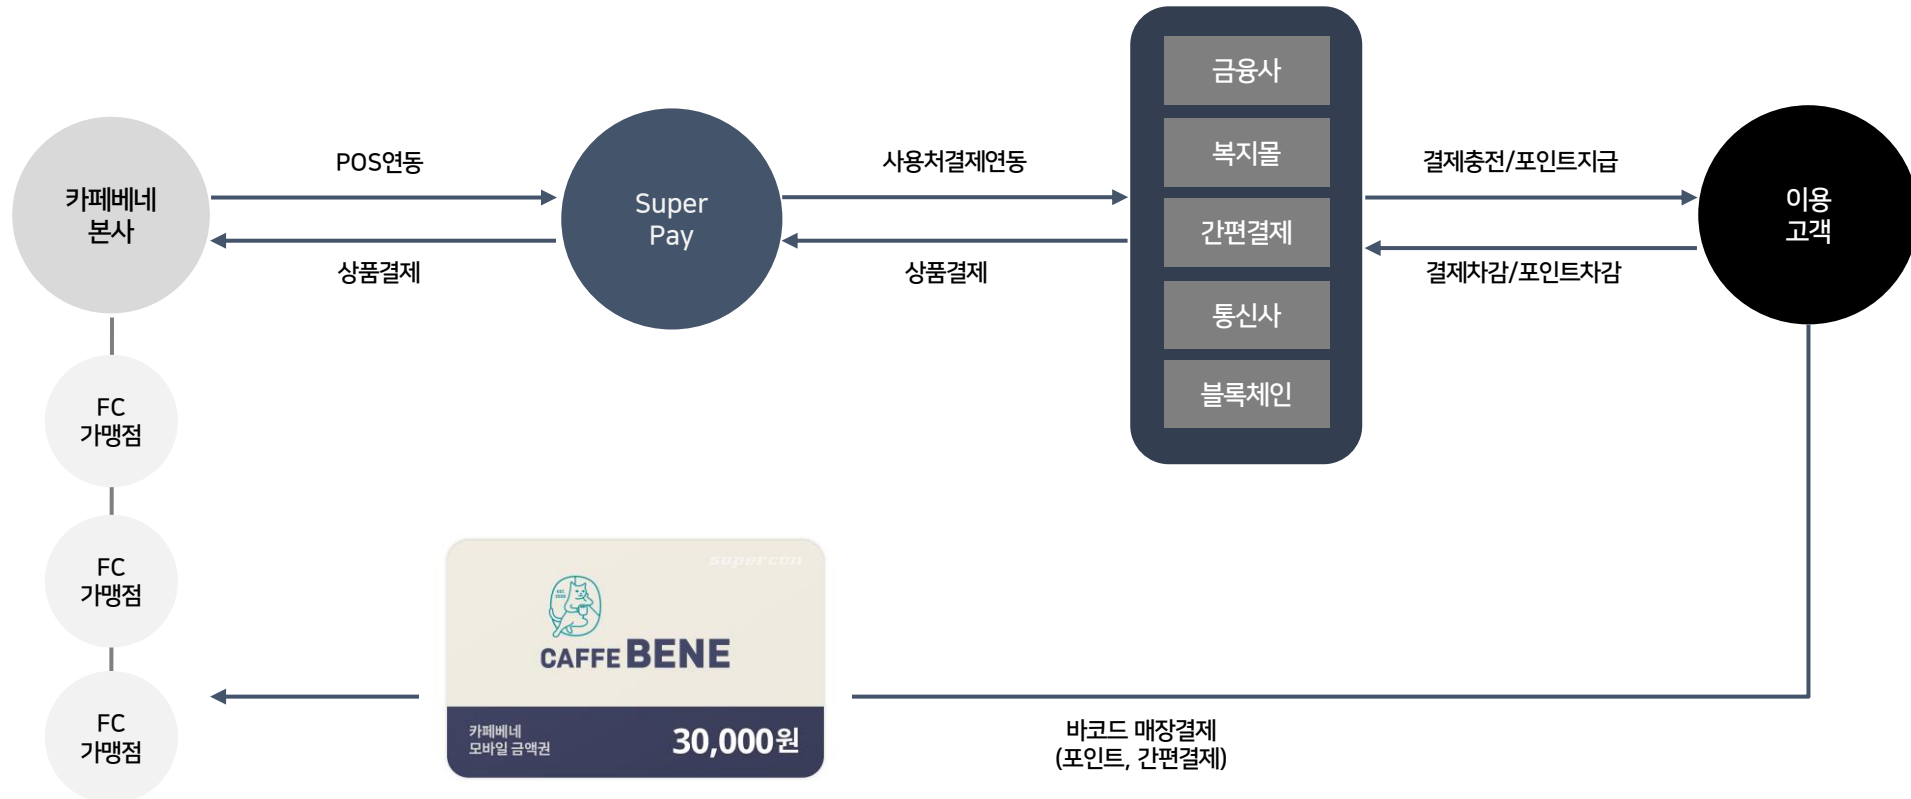 카페베네
본사
POS연동
상품결제
Super
Pay
사용처결제연동
상품결제
금융사
복지몰
간편결제
통신사
블록체인
결제충전/포인트지급
결제차감/포인트차감
이용
고객
FC
가맹점
FC
가맹점
FC
가맹점
supercon
CAFFE BENE
카페베네
모바일 금액권
30,000원
바코드 매장결제
(포인트, 간편결제)